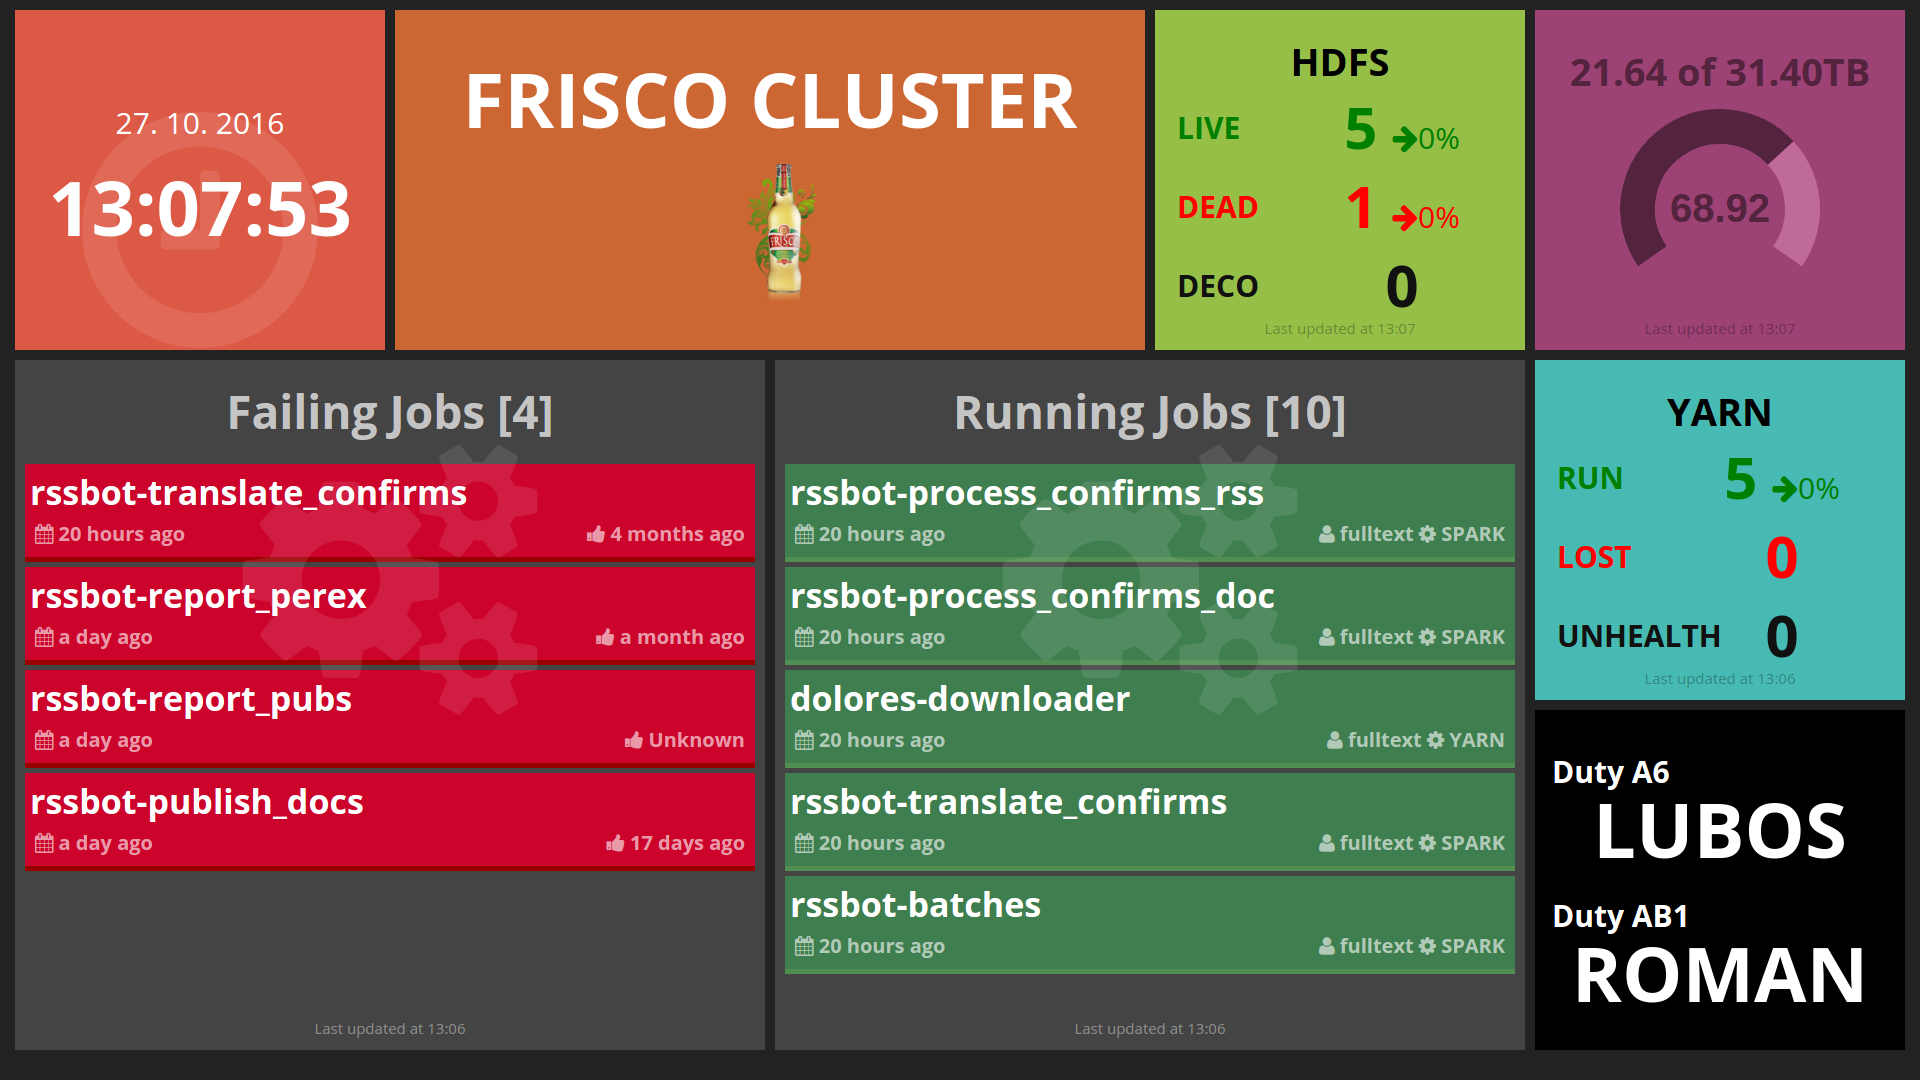 27. 10. 2016
13:07:53
FRISCO CLUSTER
FRISCO
HDFS
LIVE 5 0%
DEAD 1 0%
DECO 0
Last updated at 13:07
21.64 of 31.40TB
68.92
Last updated at 13:07
Failing Jobs [4]
rssbot-translate_confirms
20 hours ago 4 months ago
rssbot-report_perex
a day ago a month ago
rssbot-report_pubs
a day ago Unknown
rssbot-publish_docs
a day ago 17 days ago
Last updated at 13:06
Running Jobs [10]
rssbot-process_confirms_rss
20 hours ago fulltext SPARK
rssbot-process_confirms_doc
20 hours ago fulltext SPARK
dolores-downloader
20 hours ago fulltext YARN
rssbot-translate_confirms
20 hours ago fulltext SPARK
rssbot-batches
20 hours ago fulltext SPARK
Last updated at 13:06
YARN
RUN 5 0%
LOST 0
UNHEALTH 0
Last updated at 13:06
Duty A6
LUBOS
Duty AB1
ROMAN